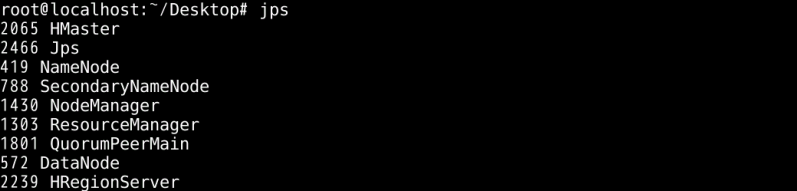 root@localhost:~/Desktop# jps
2065 HMaster
2466 Jps
419 NameNode
788 SecondaryNameNode
1430 NodeManager
1303 ResourceManager
1801 QuorumPeerMain
572 DataNode
2239 HRegionServer